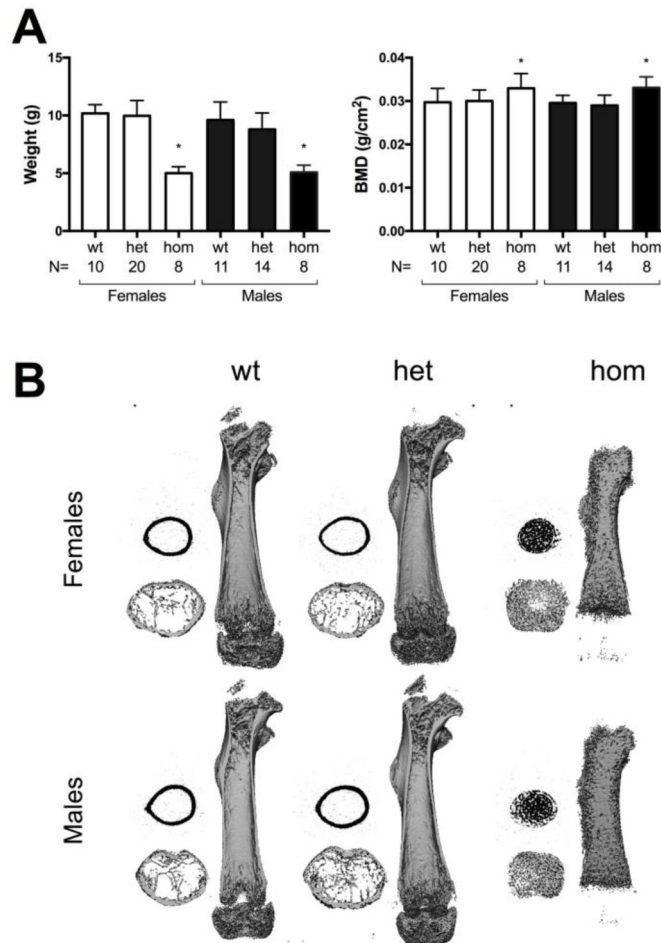 A
Weight (g)
15
10
5
0
* *
wt het hom wt het hom
N= 10 20 8 11 14 8
Females Males
BMD (g/cm2)
0.04
0.03
0.02
0.01
0.00
* *
wt het hom wt het hom
N= 10 20 8 11 14 8
Females Males
B
wt het hom
Females
Males